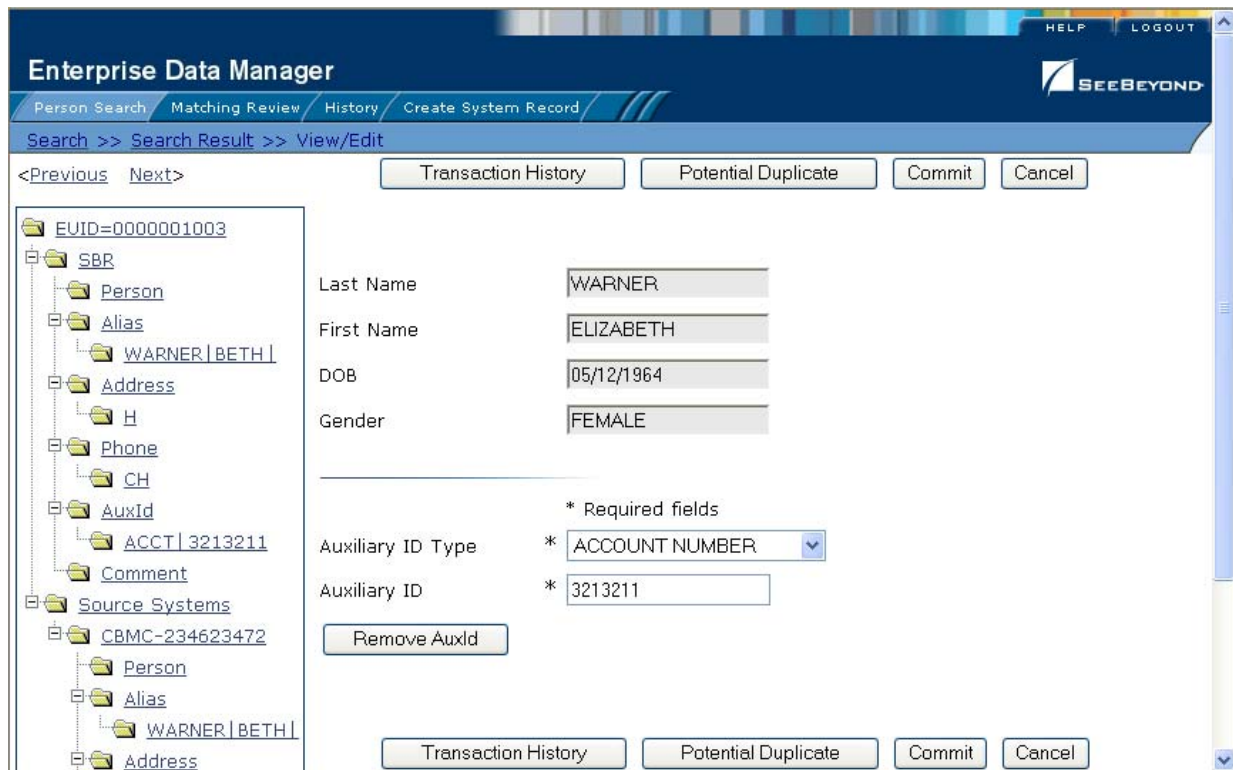 HELP LOGOUT
Enterprise Data Manager
SEEBEYOND
Person Search Matching Review History Create System Record
Search >> Search Result >> View/Edit
<Previous Next>
Transaction History Potential Duplicate Commit Cancel
EUID=0000001003
SBR
Person
Alias
WARNER|BETH|
Address
H
Phone
CH
AuxId
ACCT|3213211
Comment
Source Systems
CBMC-234623472
Person
Alias
WARNER|BETH|
Address
Last Name WARNER
First Name ELIZABETH
DOB 05/12/1964
Gender FEMALE
* Required fields
Auxiliary ID Type * ACCOUNT NUMBER
Auxiliary ID * 3213211
Remove AuxId
Transaction History Potential Duplicate Commit Cancel